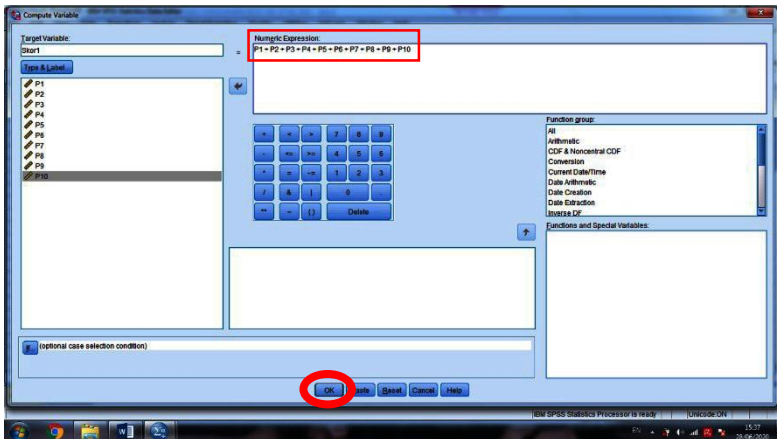 Compute Variable
Target Variable:
Skor1
=
Numeric Expression:
P1 + P2 + P3 + P4 + P5 + P6 + P7 + P8 + P9 + P10
Type & Label...
P1
P2
P3
P4
P5
P6
P7
P8
P9
P10
+ < > 7 8 9
- <= >= 4 5 6
* = ~= 1 2 3
/ & | 0 .
** ~ ( ) Delete
Function group:
All
Arithmetic
CDF & Noncentral CDF
Conversion
Current Date/Time
Date Arithmetic
Date Creation
Date Extraction
Inverse DF
Functions and Special Variables:
(optional case selection condition)
OK Reset Cancel Help
IBM SPSS Statistics Processor is ready Unicode:ON
EN 15:37
28/06/2020